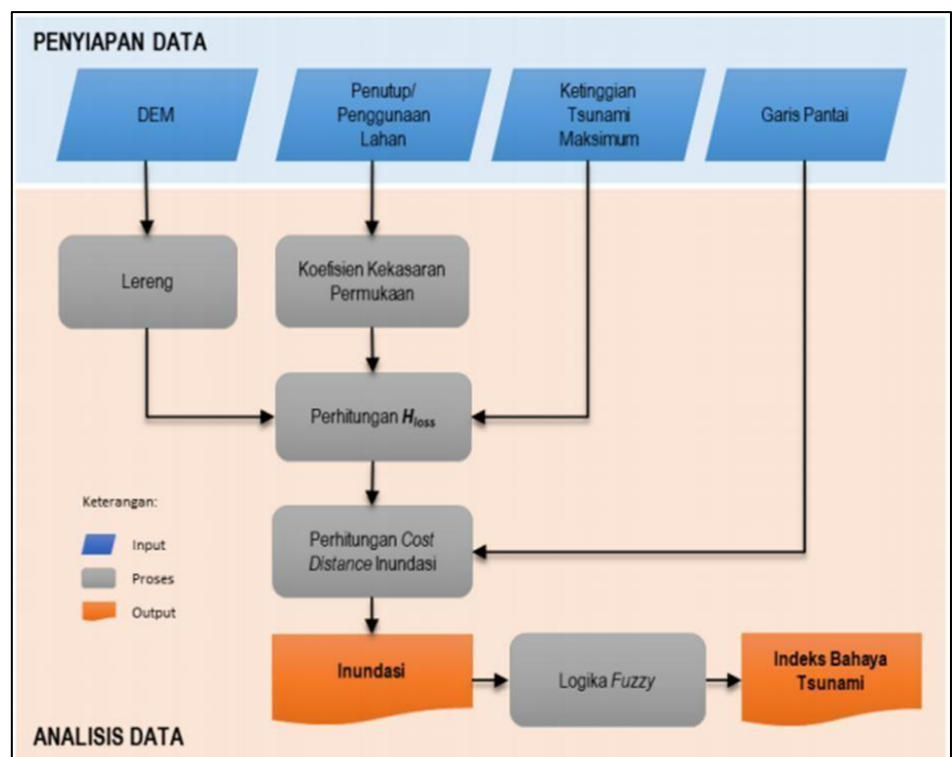 PENYIAPAN DATA
DEM
Penutup/
Penggunaan
Lahan
Ketinggian
Tsunami
Maksimum
Garis Pantai
Lereng
Koefisien Kekasaran
Permukaan
Perhitungan Hloss
Keterangan:
Input
Proses
Output
Perhitungan Cost
Distance Inundasi
Inundasi
Logika Fuzzy
Indeks Bahaya
Tsunami
ANALISIS DATA